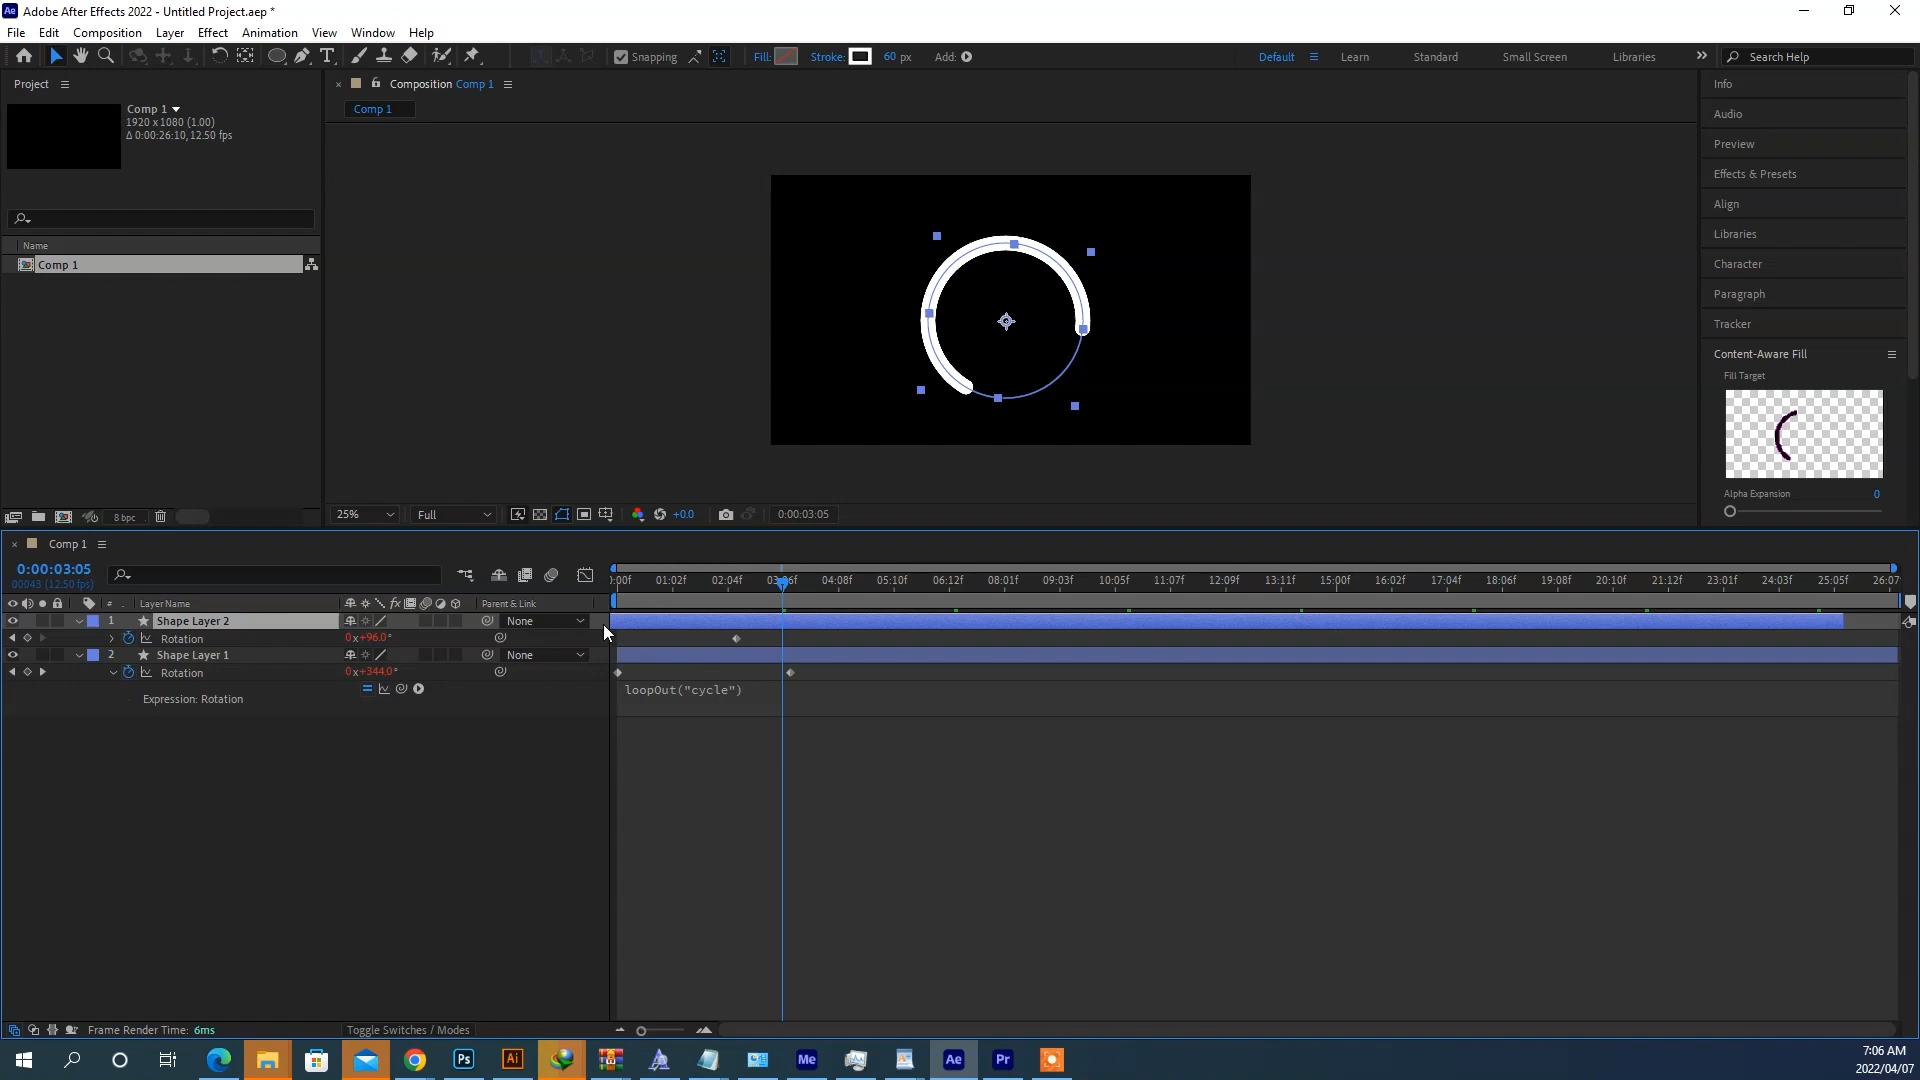 Adobe After Effects 2022 - Untitled Project.aep *
File Edit Composition Layer Effect Animation View Window Help
Snapping Fill: Stroke: 60 px Add: Default Learn Standard Small Screen Libraries Search Help
Project
Composition Comp 1
Info
Comp 1
1920 x 1080 (1.00)
Δ 0:00:26:10, 12.50 fps
Comp 1
Audio
Preview
Effects & Presets
Align
Libraries
Character
Paragraph
Tracker
Name
Comp 1
Content-Aware Fill
Fill Target
Alpha Expansion 0
8 bpc
25% Full +0.0 0:00:03:05
Comp 1
0:00:03:05
00043 (12.50 fps)
:00f 01:02f 02:04f 03:06f 04:08f 05:10f 06:12f 08:01f 09:03f 10:05f 11:07f 12:09f 13:11f 15:00f 16:02f 17:04f 18:06f 19:08f 20:10f 21:12f 23:01f 24:03f 25:05f 26:07
# Layer Name fx Parent & Link
1 Shape Layer 2 None
Rotation 0x+96.0°
2 Shape Layer 1 None
Rotation 0x+344.0°
loopOut("cycle")
Expression: Rotation
Frame Render Time: 6ms Toggle Switches / Modes
Ps Ai Me Ae Pr
7:06 AM
2022/04/07